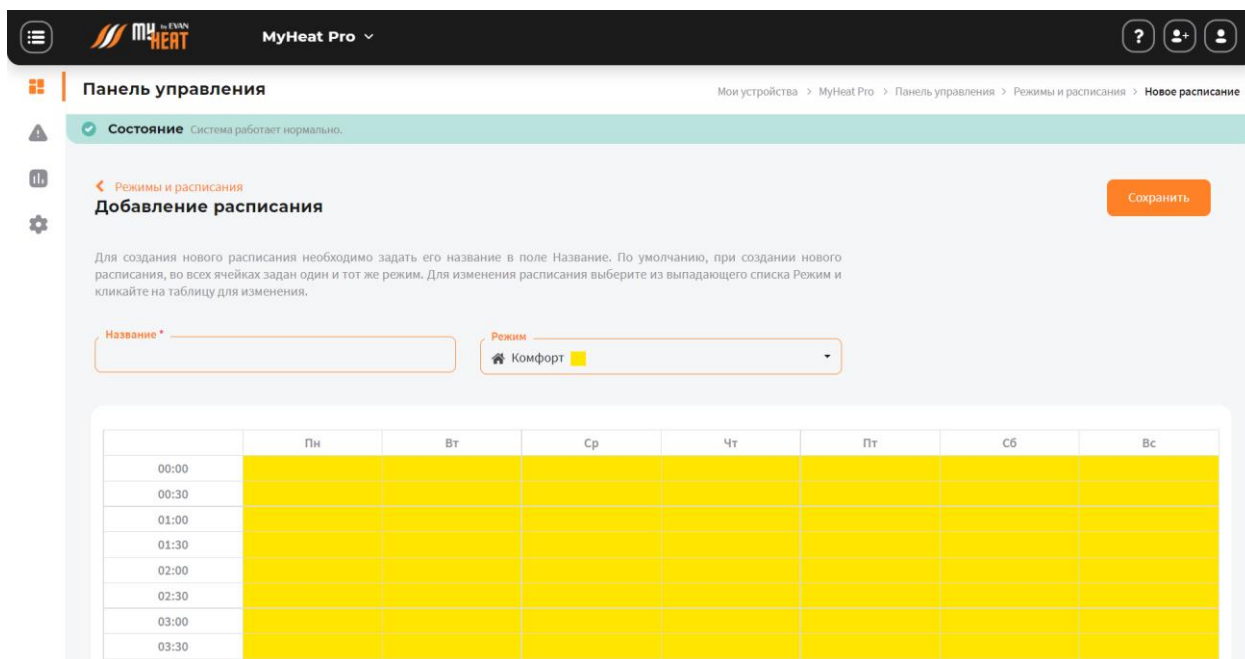 MY by EVAN
HEAT
MyHeat Pro
?
Панель управления
Мои устройства > MyHeat Pro > Панель управления > Режимы и расписания > Новое расписание
Состояние Система работает нормально.
Режимы и расписания
Добавление расписания
Сохранить
Для создания нового расписания необходимо задать его название в поле Название. По умолчанию, при создании нового
расписания, во всех ячейках задан один и тот же режим. Для изменения расписания выберите из выпадающего списка Режим и
кликайте на таблицу для изменения.
Название *
Режим
Комфорт
Пн Вт Ср Чт Пт Сб Вс
00:00
00:30
01:00
01:30
02:00
02:30
03:00
03:30